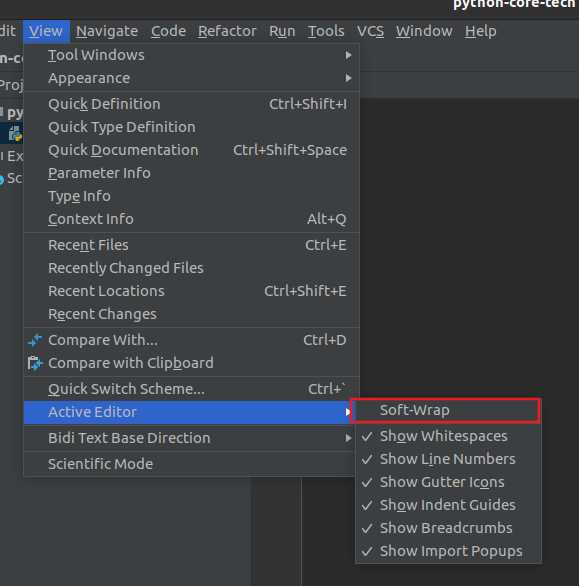 python-core-tech
dit View Navigate Code Refactor Run Tools VCS Window Help
n-co
Proj
py
Ex
Sc
Tool Windows
Appearance
Quick Definition Ctrl+Shift+I
Quick Type Definition
Quick Documentation Ctrl+Shift+Space
Parameter Info
Type Info
Context Info Alt+Q
Recent Files Ctrl+E
Recently Changed Files
Recent Locations Ctrl+Shift+E
Recent Changes
Compare With... Ctrl+D
Compare with Clipboard
Quick Switch Scheme... Ctrl+`
Active Editor
Bidi Text Base Direction
Scientific Mode
Soft-Wrap
Show Whitespaces
Show Line Numbers
Show Gutter Icons
Show Indent Guides
Show Breadcrumbs
Show Import Popups